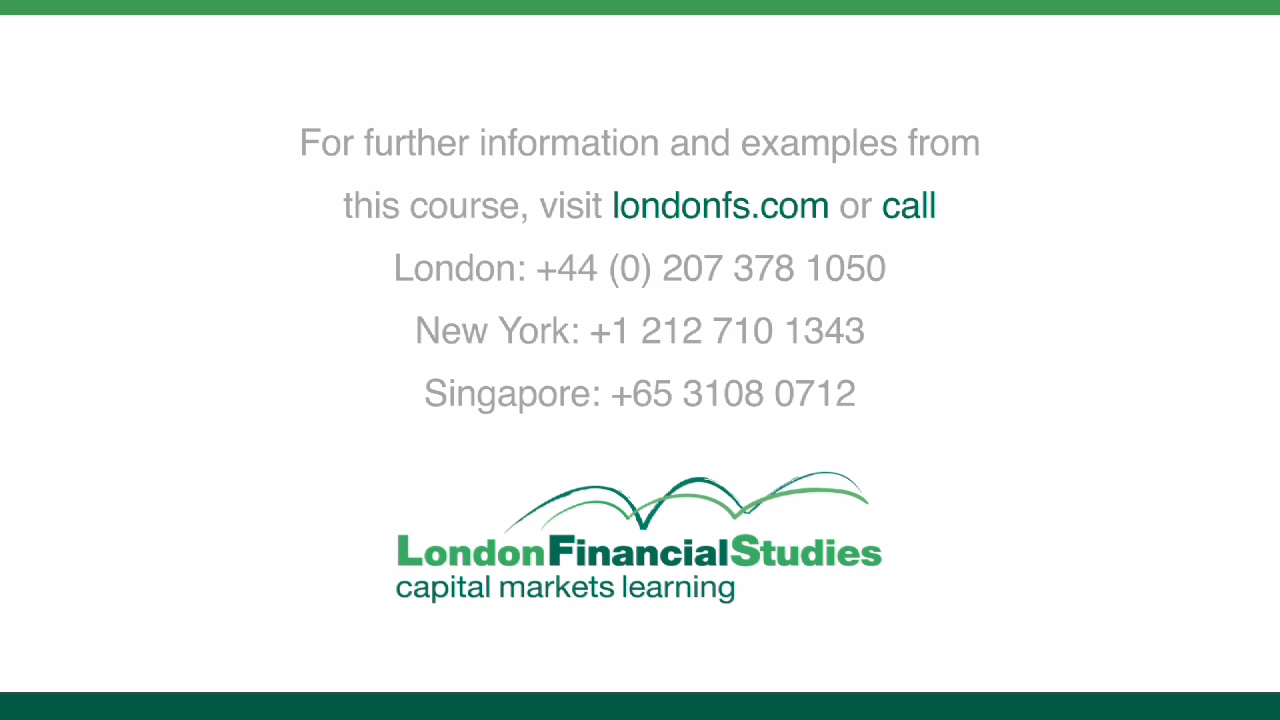 For further information and examples from
this course, visit londonfs.com or call
London: +44 (0) 207 378 1050
New York: +1 212 710 1343
Singapore: +65 3108 0712
LondonFinancialStudies
capital markets learning